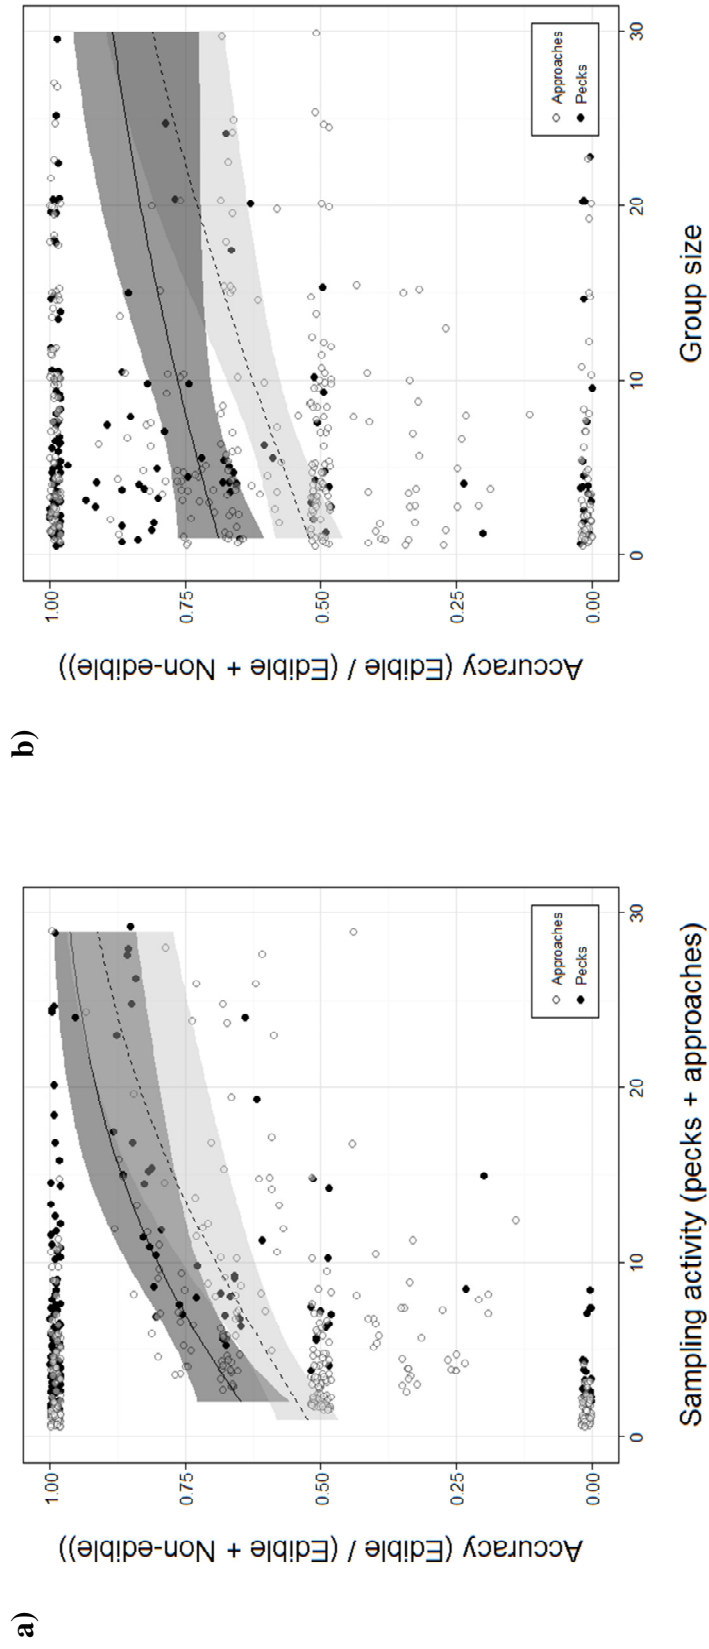 a)
Accuracy (Edible / (Edible + Non-edible))
1.00
0.75
0.50
0.25
0.00
0
10
20
30
Sampling activity (pecks + approaches)
Approaches
Pecks
b)
Accuracy (Edible / (Edible + Non-edible))
1.00
0.75
0.50
0.25
0.00
0
10
20
30
Group size
Approaches
Pecks